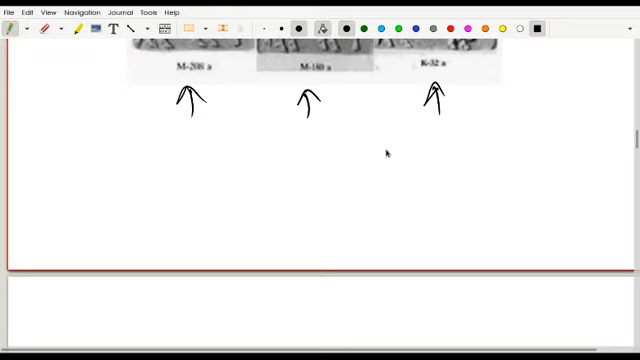 File Edit View Navigation Journal Tools Help
T
M-208 a M-180 a K-32 a